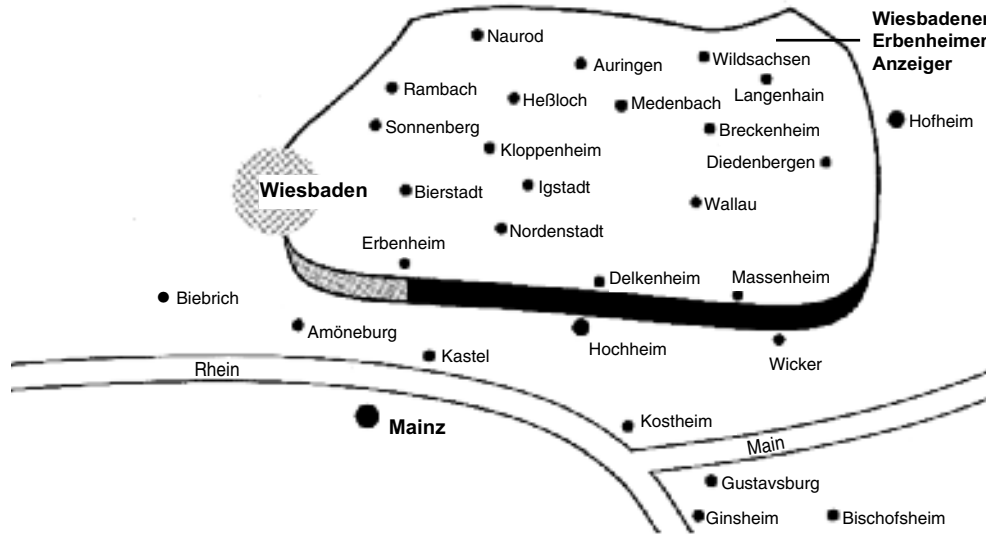 Wiesbadener
Erbenheimer
Anzeiger
Naurod
Auringen
Wildsachsen
Rambach
Heßloch
Medenbach
Langenhain
Hofheim
Sonnenberg
Breckenheim
Kloppenheim
Diedenbergen
Wiesbaden
Bierstadt
Igstadt
Wallau
Nordenstadt
Erbenheim
Delkenheim
Massenheim
Biebrich
Amöneburg
Hochheim
Kastel
Wicker
Rhein
Mainz
Kostheim
Main
Gustavsburg
Ginsheim
Bischofsheim